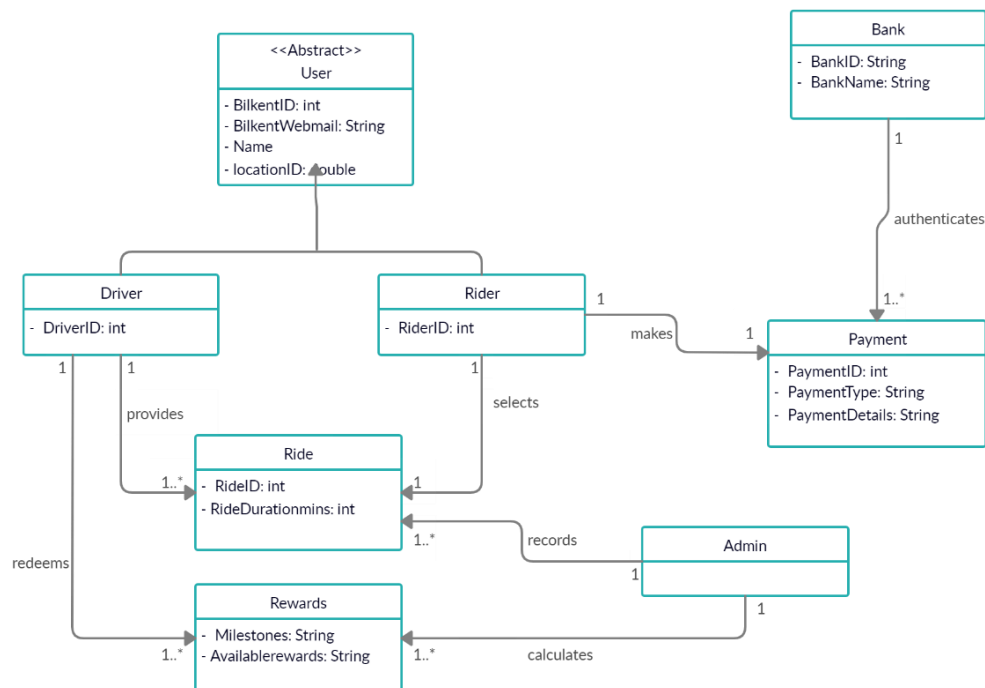 <<Abstract>>
User
- BilkentID: int
- BilkentWebmail: String
- Name
- locationID: ouble
Bank
- BankID: String
- BankName: String
1
authenticates
1..*
Driver
- DriverID: int
Rider
- RiderID: int
1
makes
1
Payment
- PaymentID: int
- PaymentType: String
- PaymentDetails: String
1
1
1
provides
selects
Ride
- RideID: int
- RideDurationmins: int
1..*
1
1..*
records
Admin
1
1
redeems
Rewards
- Milestones: String
- Availablerewards: String
1..*
1..*
calculates